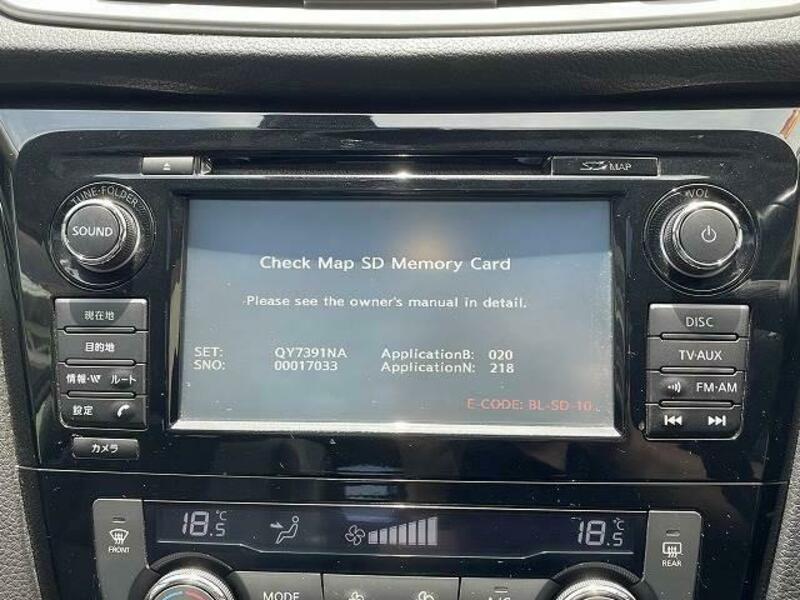 MAP
TUNE·FOLDER
SOUND
VOL
現在地
目的地
情報·VICS ルート
設定
カメラ
Check Map SD Memory Card
Please see the owner's manual in detail.
SET: QY7391NA ApplicationB: 020
SNO: 00017033 ApplicationN: 218
E-CODE: BL-SD-10
DISC
TV·AUX
FM·AM
18.5℃
18.5℃
FRONT
REAR
MODE
A/C